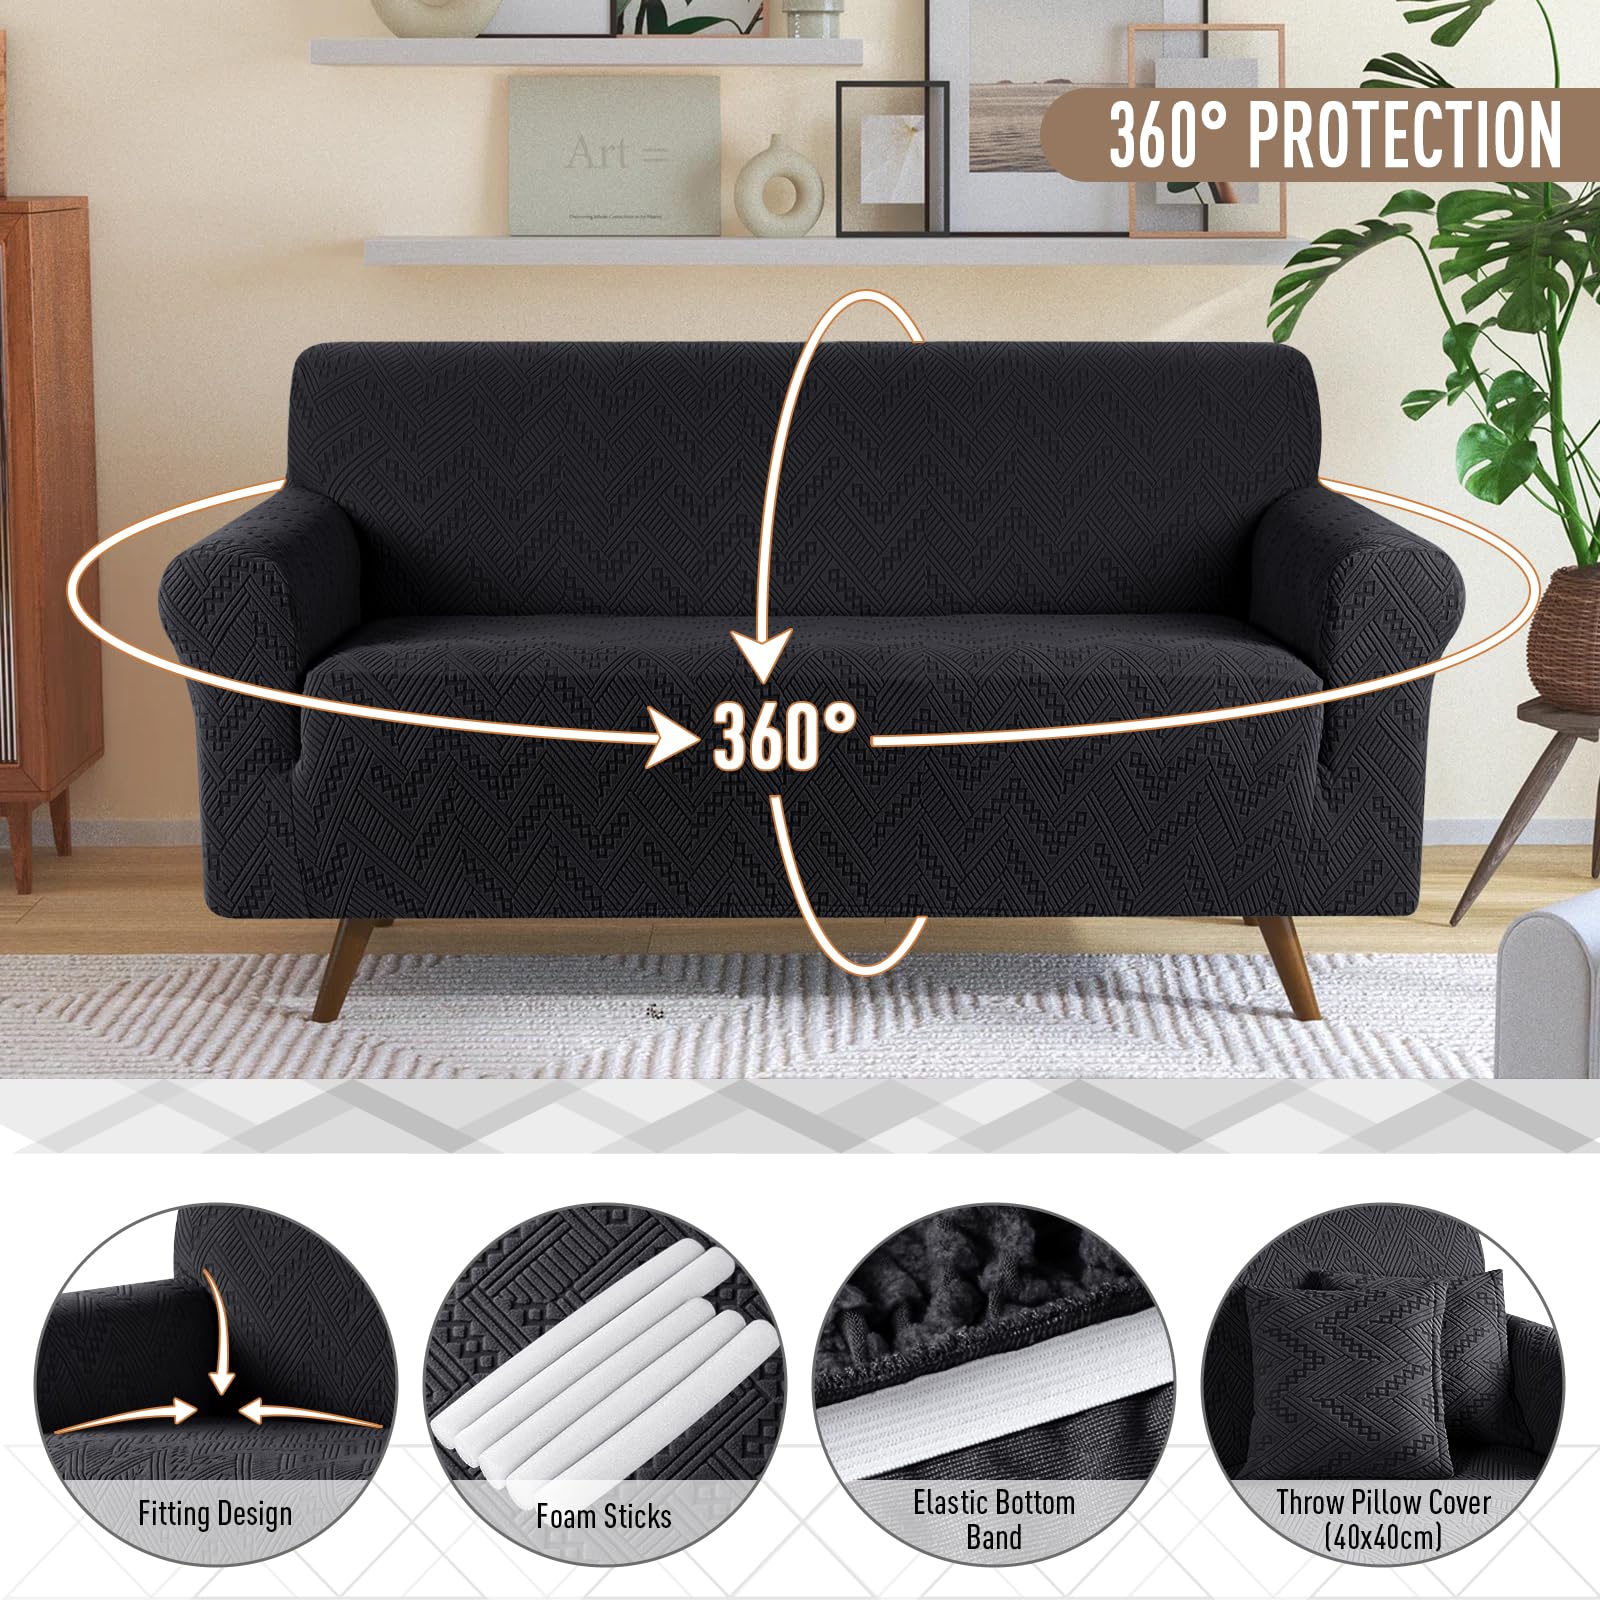 360° PROTECTION
Art =
360°
Fitting Design
Foam Sticks
Elastic Bottom
Band
Throw Pillow Cover
(40x40cm)